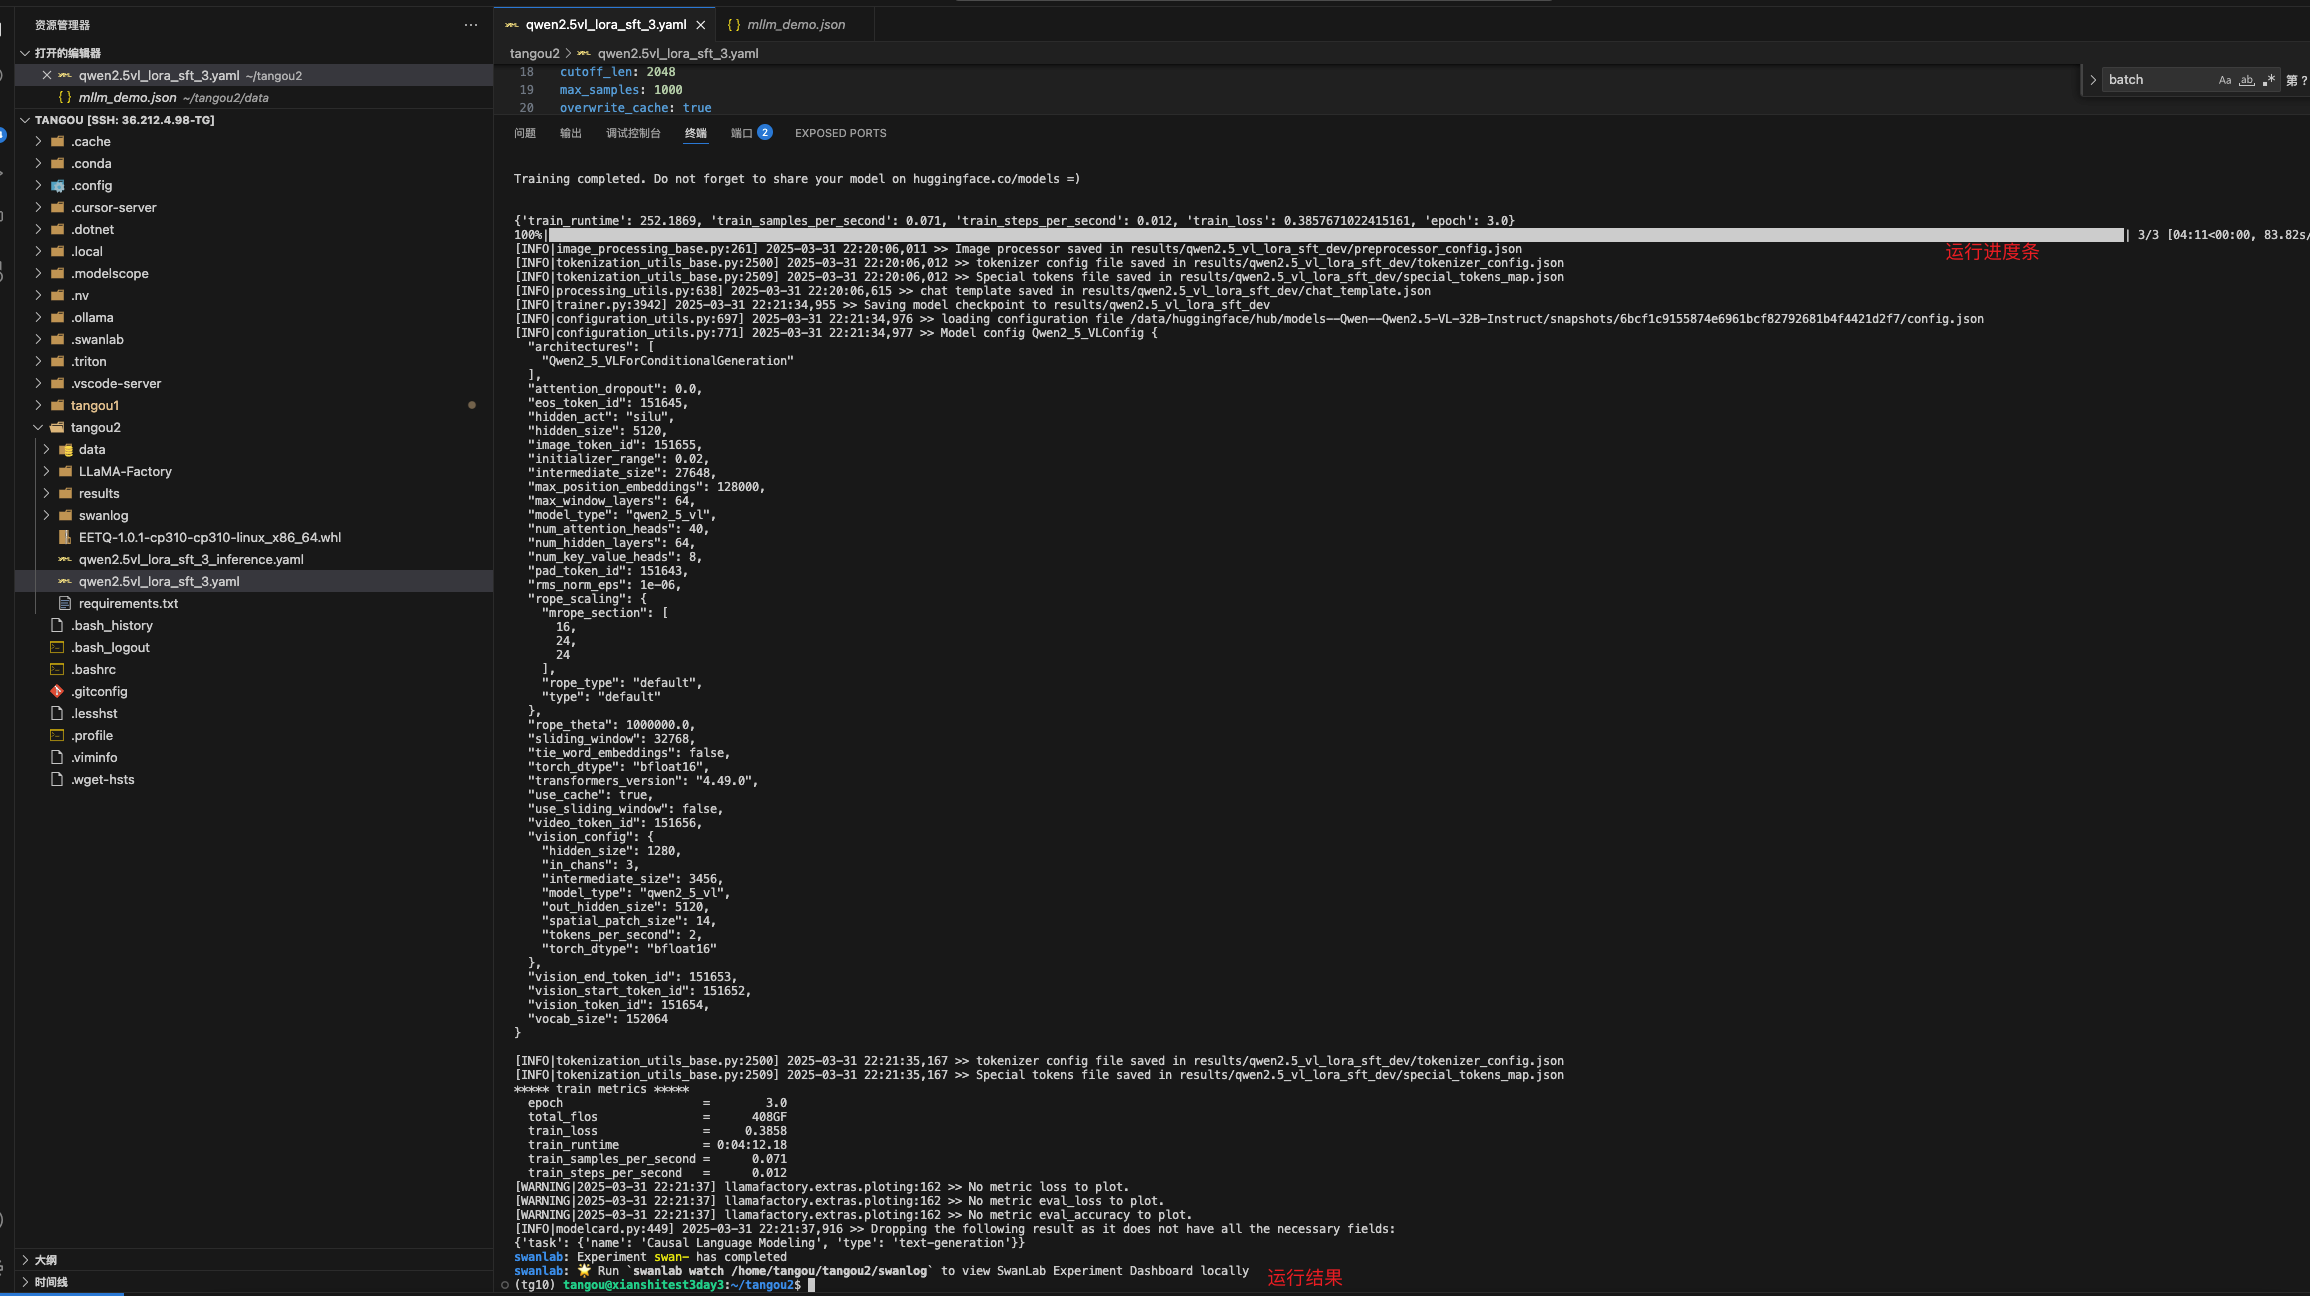 资源管理器
打开的编辑器
qwen2.5vl_lora_sft_3.yaml ~/tangou2
{ } mllm_demo.json ~/tangou2/data
TANGOU [SSH: 36.212.4.98-TG]
.cache
.conda
.config
.cursor-server
.dotnet
.local
.modelscope
.nv
.ollama
.swanlab
.triton
.vscode-server
tangou1
tangou2
data
LLaMA-Factory
results
swanlog
EETQ-1.0.1-cp310-cp310-linux_x86_64.whl
qwen2.5vl_lora_sft_3_inference.yaml
qwen2.5vl_lora_sft_3.yaml
requirements.txt
.bash_history
.bash_logout
.bashrc
.gitconfig
.lesshst
.profile
.viminfo
.wget-hsts
大纲
时间线
qwen2.5vl_lora_sft_3.yaml
{ } mllm_demo.json
tangou2 > qwen2.5vl_lora_sft_3.yaml
18 cutoff_len: 2048
19 max_samples: 1000
20 overwrite_cache: true
batch Aa ab .* 第 ?
问题 输出 调试控制台 终端 端口 2 EXPOSED PORTS
Training completed. Do not forget to share your model on huggingface.co/models =)
{'train_runtime': 252.1869, 'train_samples_per_second': 0.071, 'train_steps_per_second': 0.012, 'train_loss': 0.3857671022415161, 'epoch': 3.0}
100%| | 3/3 [04:11<00:00, 83.82s/
运行进度条
[INFO|image_processing_base.py:261] 2025-03-31 22:20:06,011 >> Image processor saved in results/qwen2.5_vl_lora_sft_dev/preprocessor_config.json
[INFO|tokenization_utils_base.py:2500] 2025-03-31 22:20:06,012 >> tokenizer config file saved in results/qwen2.5_vl_lora_sft_dev/tokenizer_config.json
[INFO|tokenization_utils_base.py:2509] 2025-03-31 22:20:06,012 >> Special tokens file saved in results/qwen2.5_vl_lora_sft_dev/special_tokens_map.json
[INFO|processing_utils.py:638] 2025-03-31 22:20:06,615 >> chat template saved in results/qwen2.5_vl_lora_sft_dev/chat_template.json
[INFO|trainer.py:3942] 2025-03-31 22:21:34,955 >> Saving model checkpoint to results/qwen2.5_vl_lora_sft_dev
[INFO|configuration_utils.py:697] 2025-03-31 22:21:34,976 >> loading configuration file /data/huggingface/hub/models--Qwen--Qwen2.5-VL-32B-Instruct/snapshots/6bcf1c9155874e6961bcf82792681b4f4421d2f7/config.json
[INFO|configuration_utils.py:771] 2025-03-31 22:21:34,977 >> Model config Qwen2_5_VLConfig {
"architectures": [
"Qwen2_5_VLForConditionalGeneration"
],
"attention_dropout": 0.0,
"eos_token_id": 151645,
"hidden_act": "silu",
"hidden_size": 5120,
"image_token_id": 151655,
"initializer_range": 0.02,
"intermediate_size": 27648,
"max_position_embeddings": 128000,
"max_window_layers": 64,
"model_type": "qwen2_5_vl",
"num_attention_heads": 40,
"num_hidden_layers": 64,
"num_key_value_heads": 8,
"pad_token_id": 151643,
"rms_norm_eps": 1e-06,
"rope_scaling": {
"mrope_section": [
16,
24,
24
],
"rope_type": "default",
"type": "default"
},
"rope_theta": 1000000.0,
"sliding_window": 32768,
"tie_word_embeddings": false,
"torch_dtype": "bfloat16",
"transformers_version": "4.49.0",
"use_cache": true,
"use_sliding_window": false,
"video_token_id": 151656,
"vision_config": {
"hidden_size": 1280,
"in_chans": 3,
"intermediate_size": 3456,
"model_type": "qwen2_5_vl",
"out_hidden_size": 5120,
"spatial_patch_size": 14,
"tokens_per_second": 2,
"torch_dtype": "bfloat16"
},
"vision_end_token_id": 151653,
"vision_start_token_id": 151652,
"vision_token_id": 151654,
"vocab_size": 152064
}
[INFO|tokenization_utils_base.py:2500] 2025-03-31 22:21:35,167 >> tokenizer config file saved in results/qwen2.5_vl_lora_sft_dev/tokenizer_config.json
[INFO|tokenization_utils_base.py:2509] 2025-03-31 22:21:35,167 >> Special tokens file saved in results/qwen2.5_vl_lora_sft_dev/special_tokens_map.json
***** train metrics *****
epoch = 3.0
total_flos = 408GF
train_loss = 0.3858
train_runtime = 0:04:12.18
train_samples_per_second = 0.071
train_steps_per_second = 0.012
[WARNING|2025-03-31 22:21:37] llamafactory.extras.ploting:162 >> No metric loss to plot.
[WARNING|2025-03-31 22:21:37] llamafactory.extras.ploting:162 >> No metric eval_loss to plot.
[WARNING|2025-03-31 22:21:37] llamafactory.extras.ploting:162 >> No metric eval_accuracy to plot.
[INFO|modelcard.py:449] 2025-03-31 22:21:37,916 >> Dropping the following result as it does not have all the necessary fields:
{'task': {'name': 'Causal Language Modeling', 'type': 'text-generation'}}
swanlab: Experiment swan- has completed
swanlab: 🌟 Run `swanlab watch /home/tangou/tangou2/swanlog` to view SwanLab Experiment Dashboard locally
运行结果
(tg10) tangou@xianshitest3day3:~/tangou2$